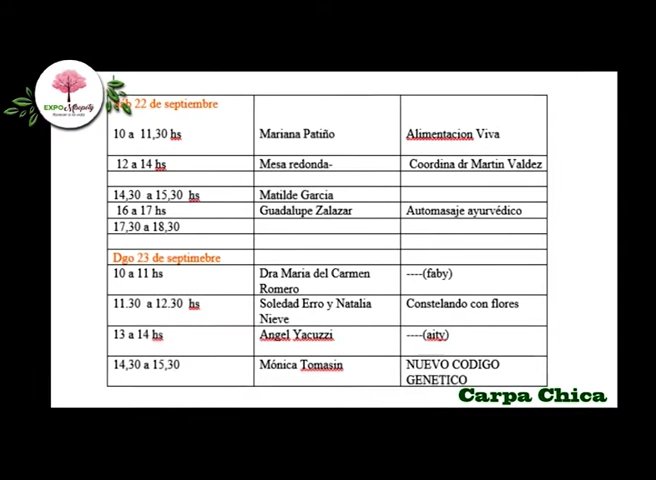 EXPO Mbopoty
Sáb 22 de septiembre
10 a 11,30 hs Mariana Patiño Alimentacion Viva
12 a 14 hs Mesa redonda- Coordina dr Martin Valdez
14,30 a 15,30 hs Matilde Garcia
16 a 17 hs Guadalupe Zalazar Automasaje ayurvédico
17,30 a 18,30
Dgo 23 de septimebre
10 a 11 hs Dra Maria del Carmen ----(faby)
Romero
11.30 a 12.30 hs Soledad Erro y Natalia Constelando con flores
Nieve
13 a 14 hs Angel Yacuzzi ----(aity)
14,30 a 15,30 Mónica Tomasin NUEVO CODIGO
GENETICO
Carpa Chica